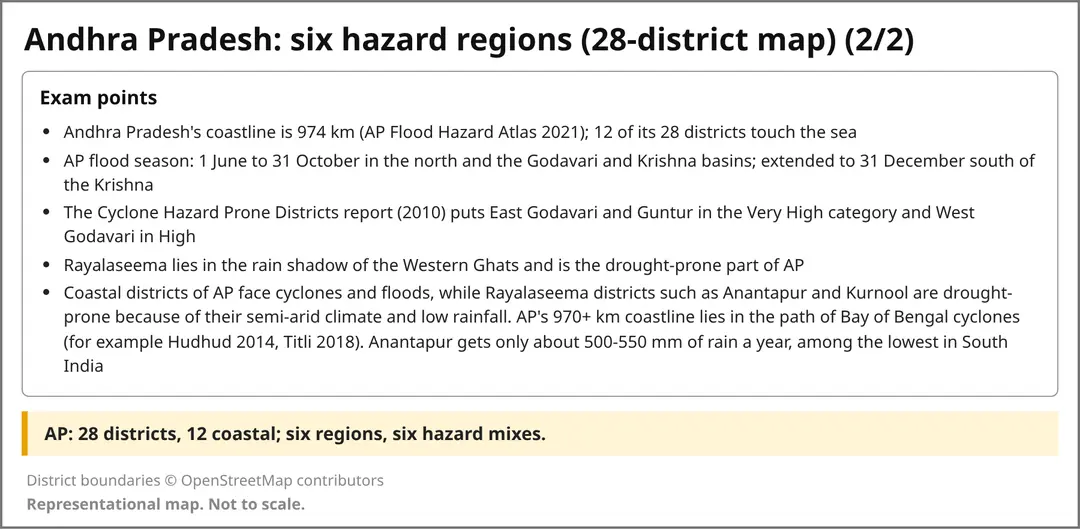 Andhra Pradesh: six hazard regions (28-district map) (2/2)
Exam points
• Andhra Pradesh's coastline is 974 km (AP Flood Hazard Atlas 2021); 12 of its 28 districts touch the sea
• AP flood season: 1 June to 31 October in the north and the Godavari and Krishna basins; extended to 31 December south of
the Krishna
• The Cyclone Hazard Prone Districts report (2010) puts East Godavari and Guntur in the Very High category and West
Godavari in High
• Rayalaseema lies in the rain shadow of the Western Ghats and is the drought-prone part of AP
• Coastal districts of AP face cyclones and floods, while Rayalaseema districts such as Anantapur and Kurnool are drought-
prone because of their semi-arid climate and low rainfall. AP's 970+ km coastline lies in the path of Bay of Bengal cyclones
(for example Hudhud 2014, Titli 2018). Anantapur gets only about 500-550 mm of rain a year, among the lowest in South
India
AP: 28 districts, 12 coastal; six regions, six hazard mixes.
District boundaries © OpenStreetMap contributors
Representational map. Not to scale.